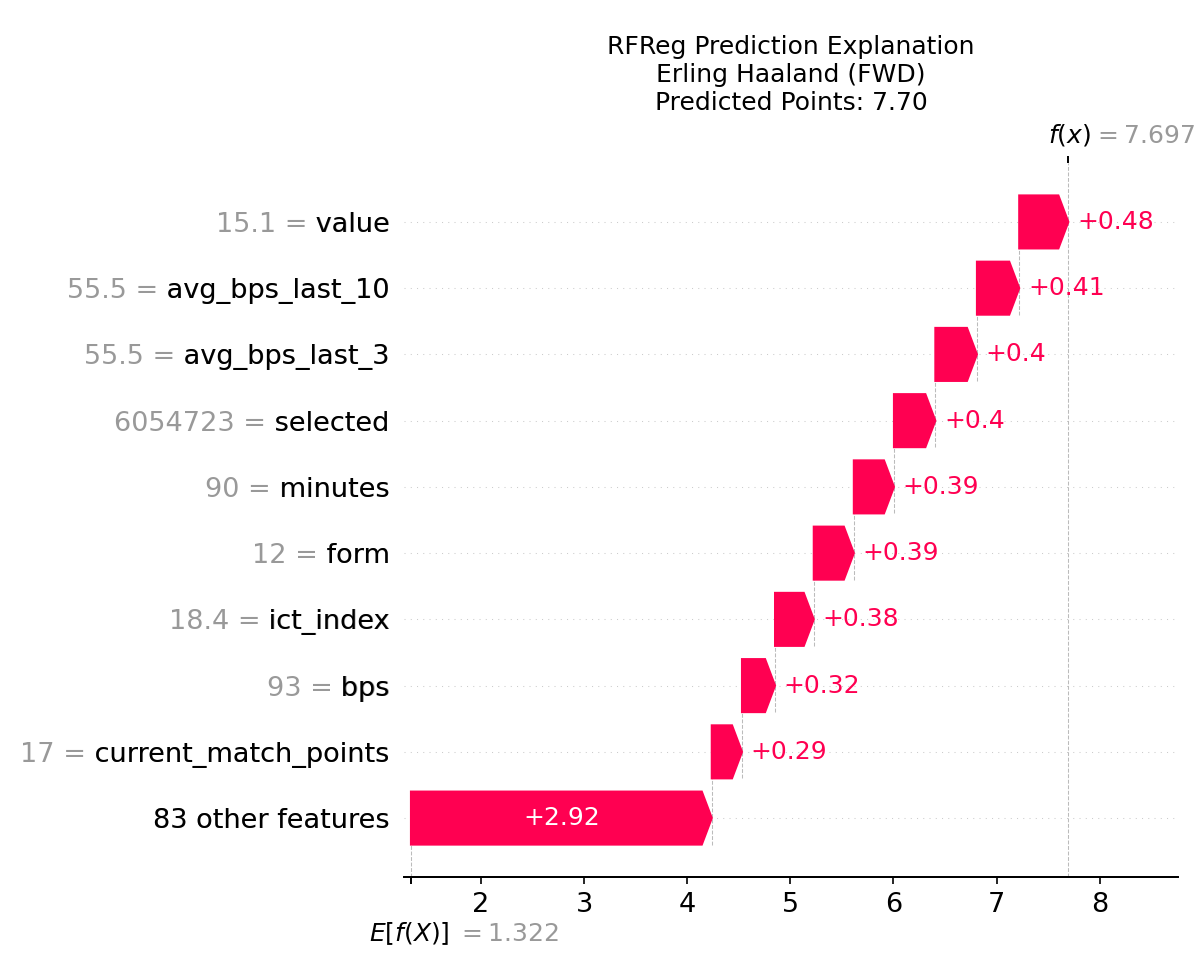 RFReg Prediction Explanation
Erling Haaland (FWD)
Predicted Points: 7.70
f(x) = 7.697
15.1 = value
+0.48
55.5 = avg_bps_last_10
+0.41
55.5 = avg_bps_last_3
+0.4
6054723 = selected
+0.4
90 = minutes
+0.39
12 = form
+0.39
18.4 = ict_index
+0.38
93 = bps
+0.32
17 = current_match_points
+0.29
83 other features
+2.92
2 3 4 5 6 7 8
E[f(X)] = 1.322